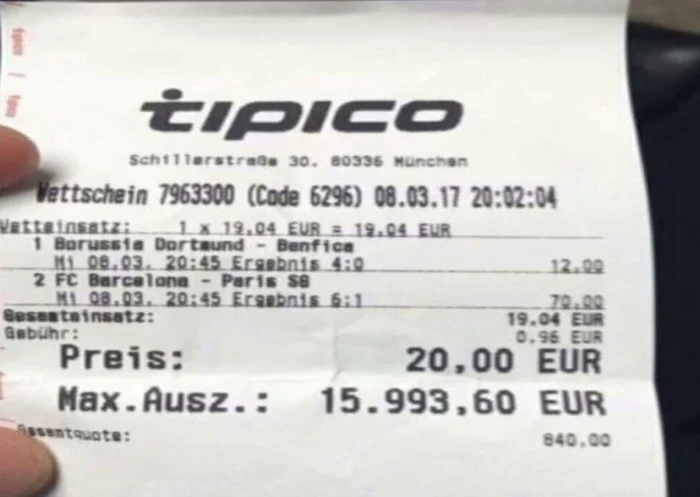 tipico
Schillerstraße 30. 80336 München
Wettschein 7963300 (Code 6296) 08.03.17 20:02:04
Wetteinsatz: 1 x 19.04 EUR = 19.04 EUR
1 Borussia Dortmund - Benfica
Mi 08.03. 20:45 Ergebnis 4:0 12.00
2 FC Barcelona - Paris SG
Mi 08.03. 20:45 Ergebnis 6:1 70.00
Gesamteinsatz: 19.04 EUR
Gebühr: 0.96 EUR
Preis: 20,00 EUR
Max.Ausz.: 15.993,60 EUR
Gesamtquote: 840.00
tipico
tipico